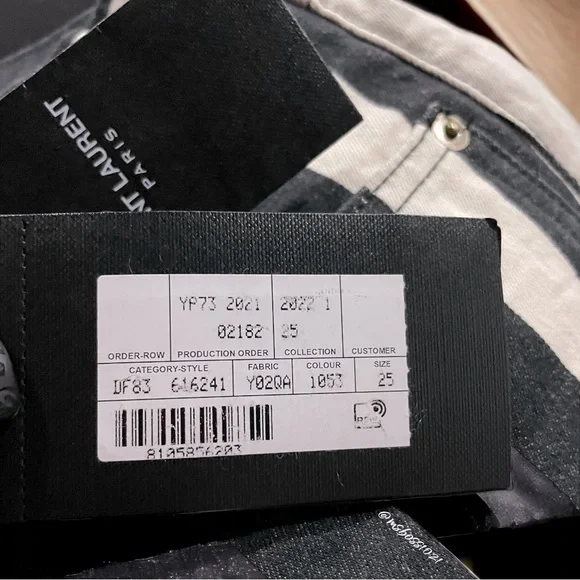 NT LAURENT
PARIS
YP73 2021 2022 1
02182 25
ORDER-ROW PRODUCTION ORDER COLLECTION CUSTOMER
CATEGORY-STYLE FABRIC COLOUR SIZE
DF83 616241 Y02QA 1053 25
8105856203